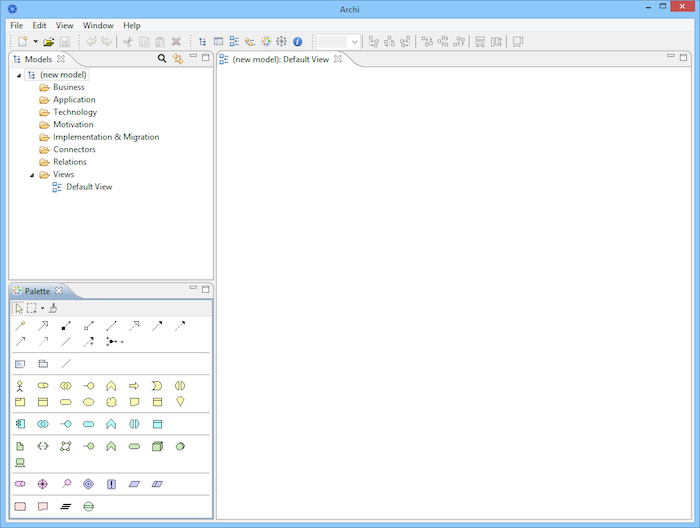 Archi
File Edit View Window Help
Models
(new model): Default View
(new model)
Business
Application
Technology
Motivation
Implementation & Migration
Connectors
Relations
Views
Default View
Palette